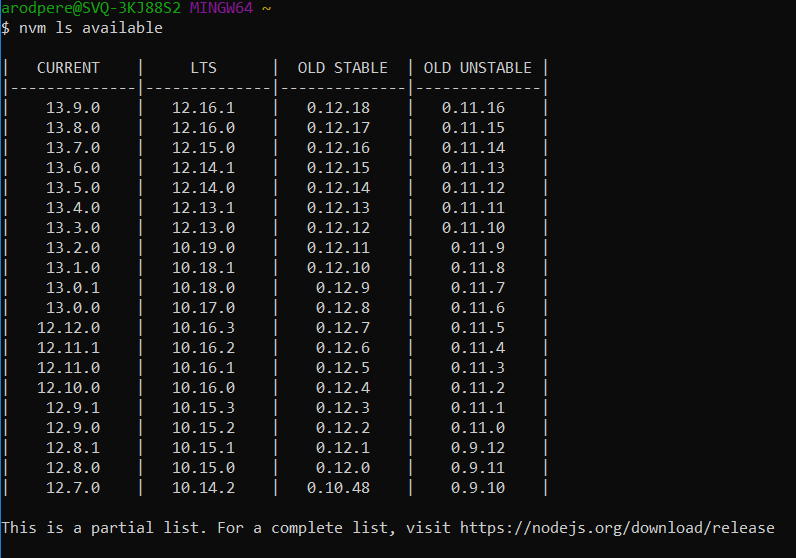 arodpere@SVQ-3KJ88S2 MINGW64 ~
$ nvm ls available

|   CURRENT    |     LTS      |  OLD STABLE  | OLD UNSTABLE |
|--------------|--------------|--------------|--------------|
|    13.9.0    |   12.16.1    |   0.12.18    |   0.11.16    |
|    13.8.0    |   12.16.0    |   0.12.17    |   0.11.15    |
|    13.7.0    |   12.15.0    |   0.12.16    |   0.11.14    |
|    13.6.0    |   12.14.1    |   0.12.15    |   0.11.13    |
|    13.5.0    |   12.14.0    |   0.12.14    |   0.11.12    |
|    13.4.0    |   12.13.1    |   0.12.13    |   0.11.11    |
|    13.3.0    |   12.13.0    |   0.12.12    |   0.11.10    |
|    13.2.0    |   10.19.0    |   0.12.11    |    0.11.9    |
|    13.1.0    |   10.18.1    |   0.12.10    |    0.11.8    |
|    13.0.1    |   10.18.0    |    0.12.9    |    0.11.7    |
|    13.0.0    |   10.17.0    |    0.12.8    |    0.11.6    |
|   12.12.0    |   10.16.3    |    0.12.7    |    0.11.5    |
|   12.11.1    |   10.16.2    |    0.12.6    |    0.11.4    |
|   12.11.0    |   10.16.1    |    0.12.5    |    0.11.3    |
|   12.10.0    |   10.16.0    |    0.12.4    |    0.11.2    |
|    12.9.1    |   10.15.3    |    0.12.3    |    0.11.1    |
|    12.9.0    |   10.15.2    |    0.12.2    |    0.11.0    |
|    12.8.1    |   10.15.1    |    0.12.1    |    0.9.12    |
|    12.8.0    |   10.15.0    |    0.12.0    |    0.9.11    |
|    12.7.0    |   10.14.2    |   0.10.48    |    0.9.10    |

This is a partial list. For a complete list, visit https://nodejs.org/download/release